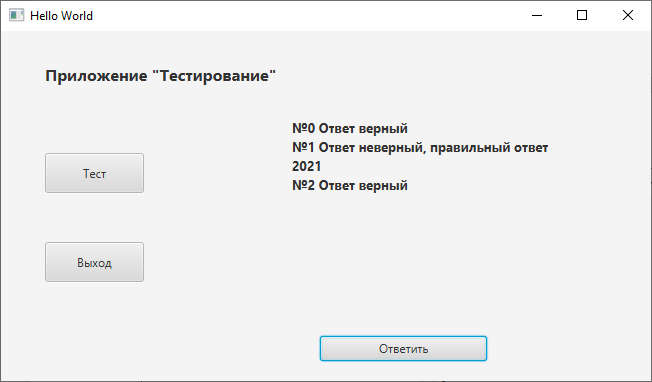 Hello World
Приложение "Тестирование"
№0 Ответ верный
№1 Ответ неверный, правильный ответ
2021
№2 Ответ верный
Тест
Выход
Ответить